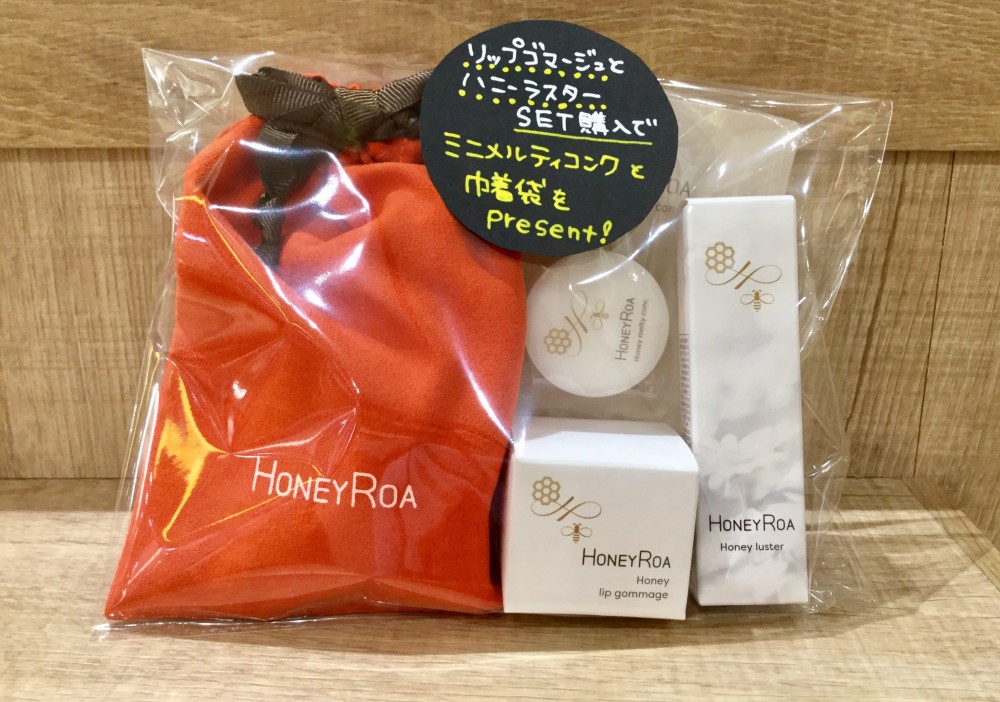 リップゴマージュと
ハニーラスター
SET購入で
ミニメルティコンクと
巾着袋を
present!
HONEYROA
HONEYROA
Honey melty conc
H
HONEYROA
Honey
lip gommage
H
HONEYROA
Honey luster